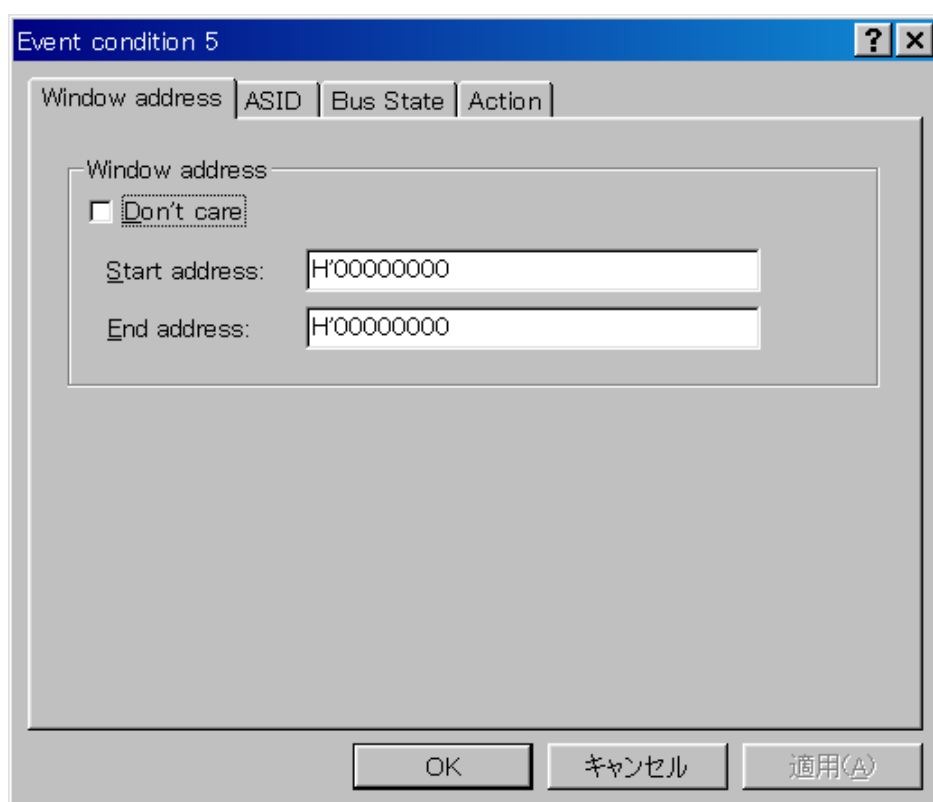 Event condition 5
Window address ASID Bus State Action
Window address
Don't care
Start address: H'00000000
End address: H'00000000
OK キャンセル 適用(A)